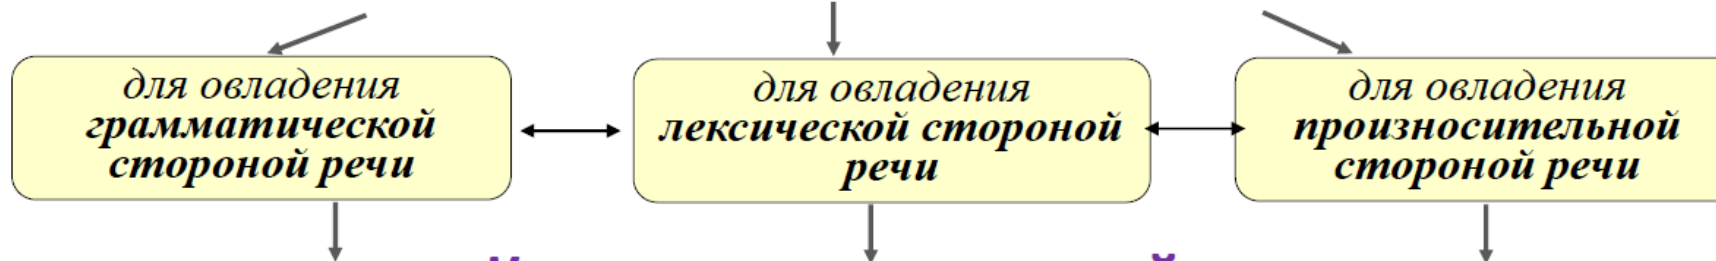 для овладения
грамматической
стороной речи
для овладения
лексической стороной
речи
для овладения
произносительной
стороной речи